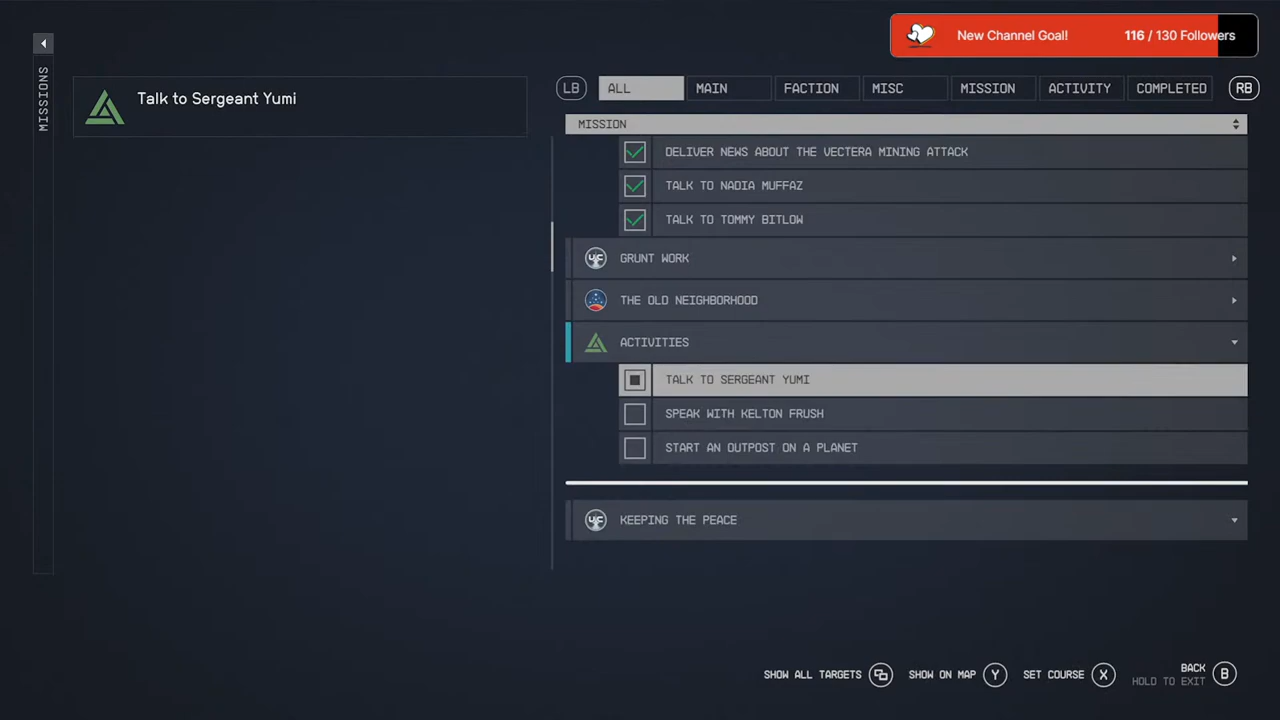 New Channel Goal! 116 / 130 Followers
MISSIONS
Talk to Sergeant Yumi
LB ALL MAIN FACTION MISC MISSION ACTIVITY COMPLETED RB
MISSION
DELIVER NEWS ABOUT THE VECTERA MINING ATTACK
TALK TO NADIA MUFFAZ
TALK TO TOMMY BITLOW
UC GRUNT WORK
THE OLD NEIGHBORHOOD
ACTIVITIES
TALK TO SERGEANT YUMI
SPEAK WITH KELTON FRUSH
START AN OUTPOST ON A PLANET
UC KEEPING THE PEACE
SHOW ALL TARGETS SHOW ON MAP Y SET COURSE X BACK B
HOLD TO EXIT